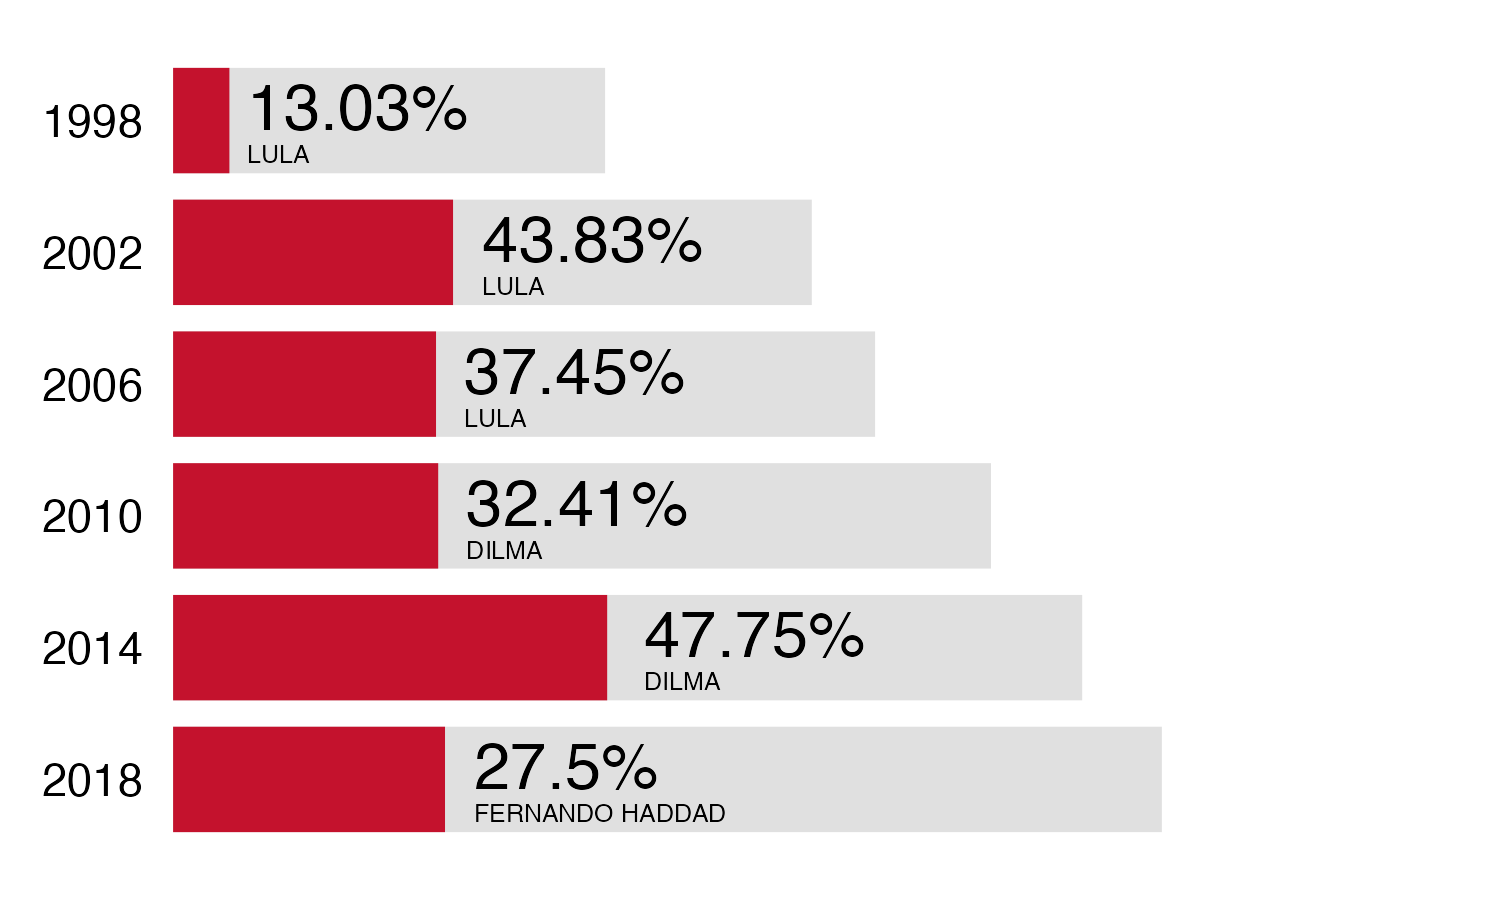 1998
13.03%
LULA
2002
43.83%
LULA
2006
37.45%
LULA
2010
32.41%
DILMA
2014
47.75%
DILMA
2018
27.5%
FERNANDO HADDAD